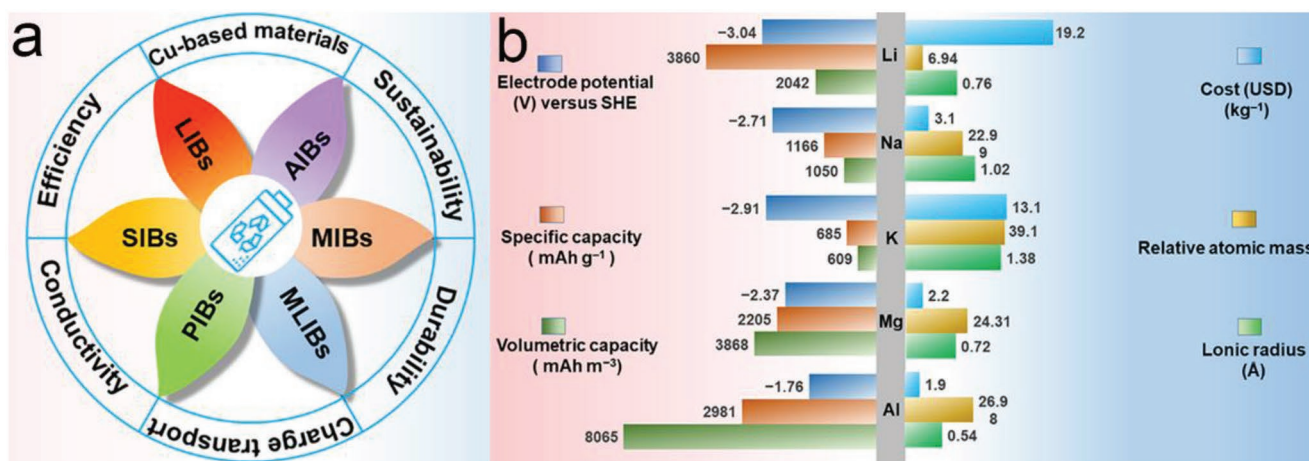 a
Cu-based materials
Sustainability
Durability
Charge transport
Conductivity
Efficiency
LIBs
AIBs
MIBs
MLIBs
PIBs
SIBs
b
Electrode potential
(V) versus SHE
Specific capacity
( mAh g⁻¹ )
Volumetric capacity
( mAh m⁻³)
−3.04
3860
2042
Li
19.2
6.94
0.76
−2.71
1166
1050
Na
3.1
22.9
9
1.02
−2.91
685
609
K
13.1
39.1
1.38
−2.37
2205
3868
Mg
2.2
24.31
0.72
−1.76
2981
8065
Al
1.9
26.9
8
0.54
Cost (USD)
(kg⁻¹)
Relative atomic mass
Lonic radius
(Å)